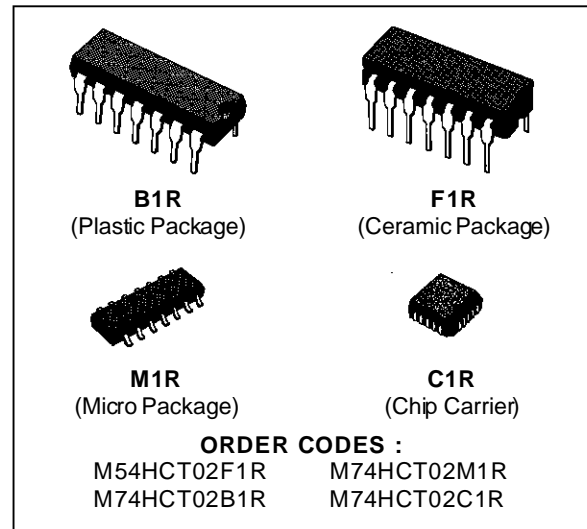 B1R
(Plastic Package)
F1R
(Ceramic Package)
M1R
(Micro Package)
C1R
(Chip Carrier)
ORDER CODES :
M54HCT02F1R M74HCT02M1R
M74HCT02B1R M74HCT02C1R